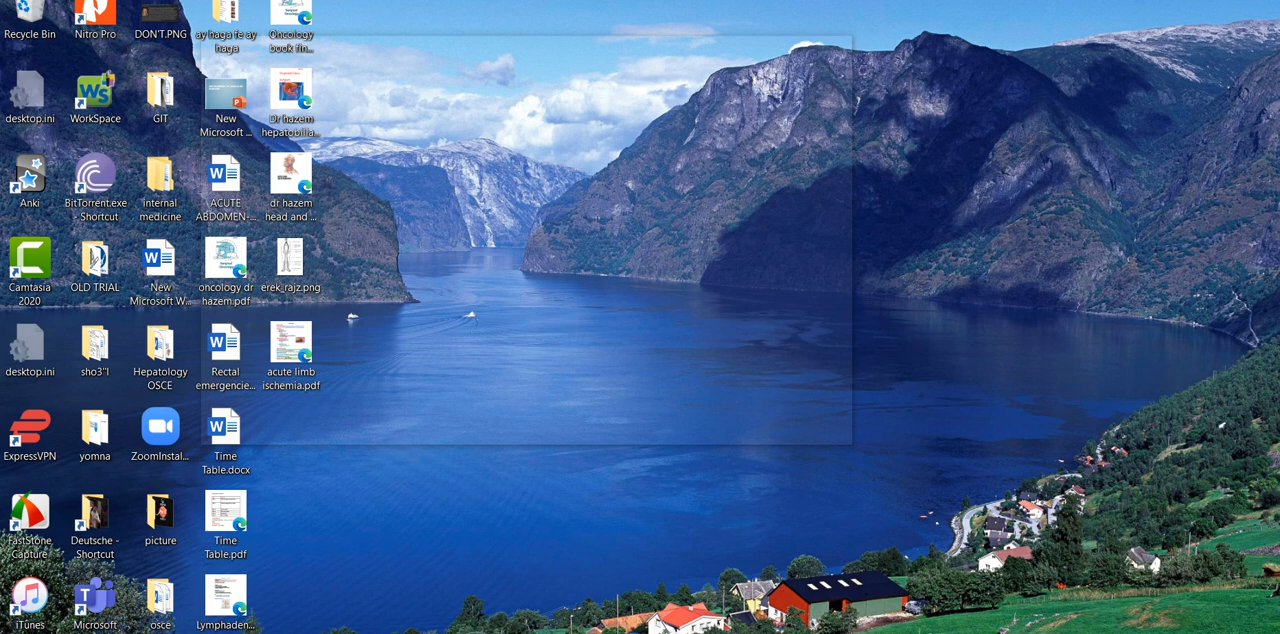 Recycle Bin
Nitro Pro
DON'T.PNG
ay haga fe ay
haga
Oncology
book fin...
desktop.ini
WorkSpace
GIT
New
Microsoft ...
Dr hazem
hepatobilia...
Anki
BitTorrent.exe
- Shortcut
internal
medicine
ACUTE
ABDOMEN-...
dr hazem
head and ...
Camtasia
2020
OLD TRIAL
New
Microsoft W...
oncology dr
hazem.pdf
erek_rajz.png
desktop.ini
sho3"l
Hepatology
OSCE
Rectal
emergencie...
acute limb
ischemia.pdf
ExpressVPN
yomna
ZoomInstal...
Time
Table.docx
FastStone
Capture
Deutsche -
Shortcut
picture
Time
Table.pdf
iTunes
Microsoft
osce
Lymphaden...